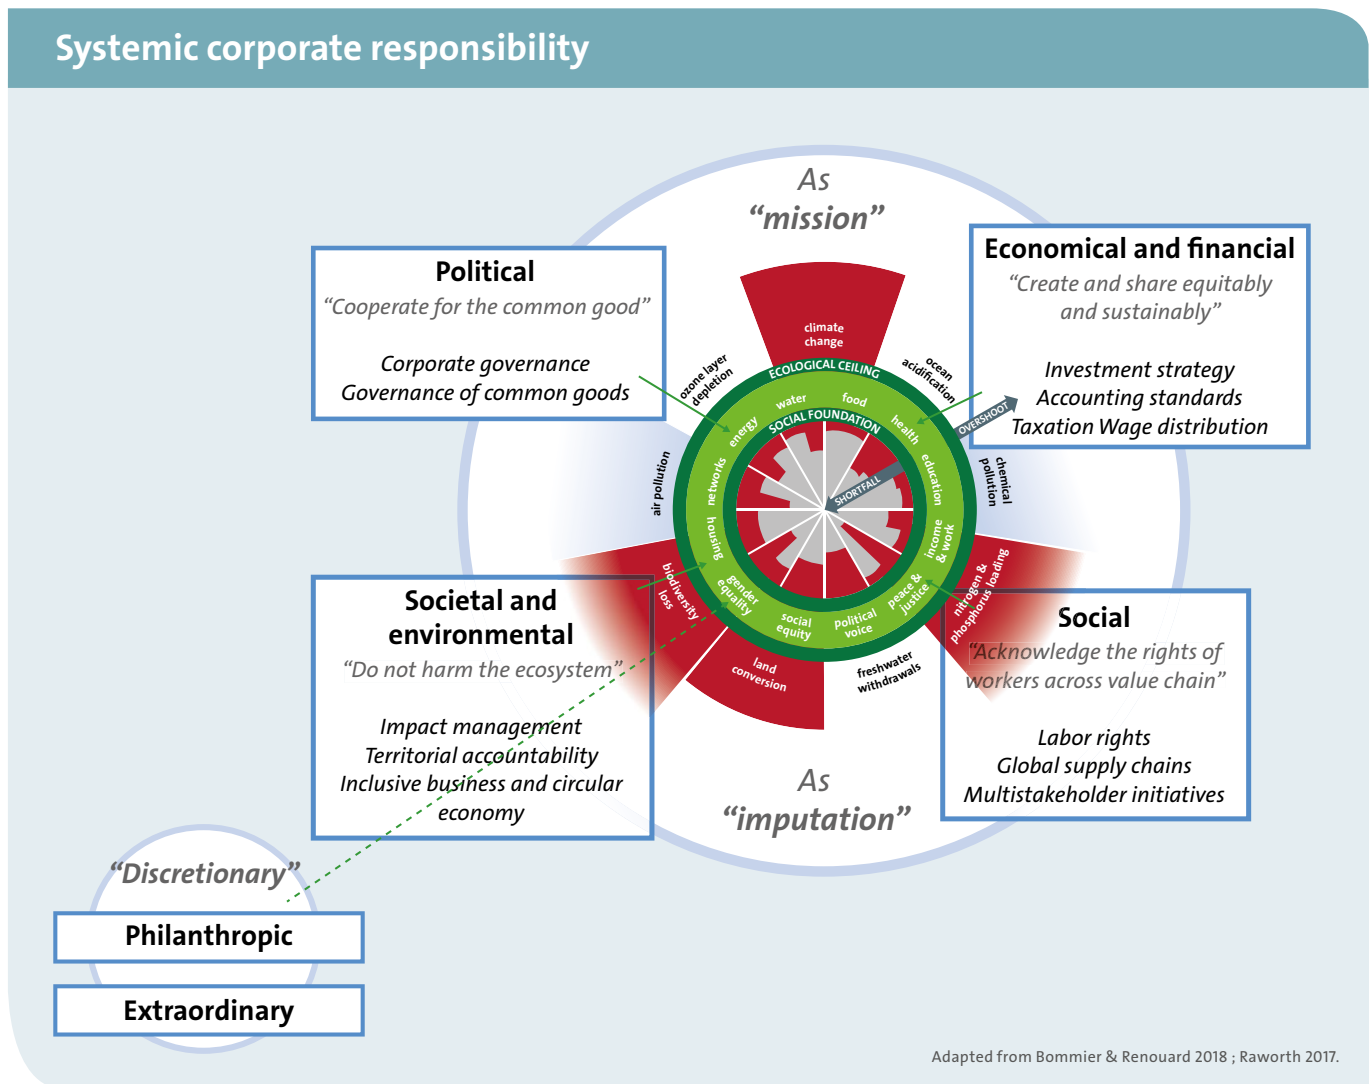 Systemic corporate responsibility
As
“mission”
Political
“Cooperate for the common good”
Corporate governance
Governance of common goods
Economical and financial
“Create and share equitably
and sustainably”
Investment strategy
Accounting standards
Taxation Wage distribution
climate
change
ozone layer
depletion
ocean
acidification
air pollution
chemical
pollution
biodiversity
loss
land
conversion
freshwater
withdrawals
nitrogen &
phosphorus loading
ECOLOGICAL CEILING
OVERSHOOT
water
food
energy
health
networks
education
housing
income
& work
gender
equality
peace &
justice
social
equity
political
voice
SOCIAL FOUNDATION
SHORTFALL
Societal and
environmental
“Do not harm the ecosystem”
Impact management
Territorial accountability
Inclusive business and circular
economy
Social
“Acknowledge the rights of
workers across value chain”
Labor rights
Global supply chains
Multistakeholder initiatives
As
“imputation”
“Discretionary”
Philanthropic
Extraordinary
Adapted from Bommier & Renouard 2018 ; Raworth 2017.